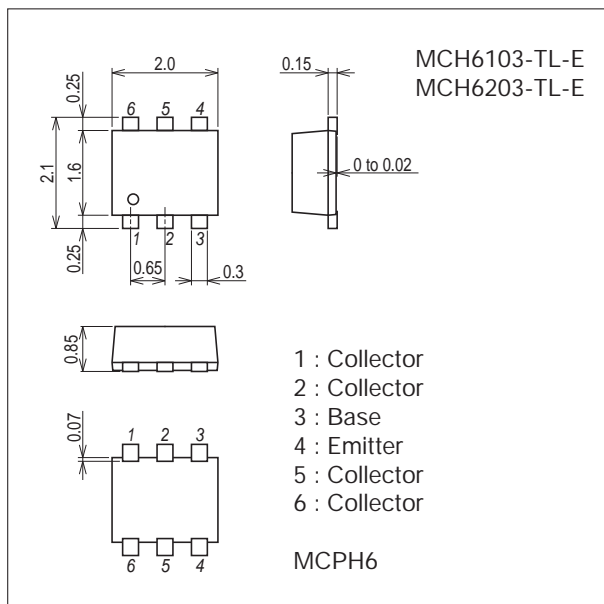 MCH6103-TL-E
MCH6203-TL-E
2.0
0.15
0.25
6 5 4
2.1
1.6
0 to 0.02
0.25
1 2 3
0.65
0.3
0.85
0.07
1 2 3
6 5 4
1 : Collector
2 : Collector
3 : Base
4 : Emitter
5 : Collector
6 : Collector
MCPH6